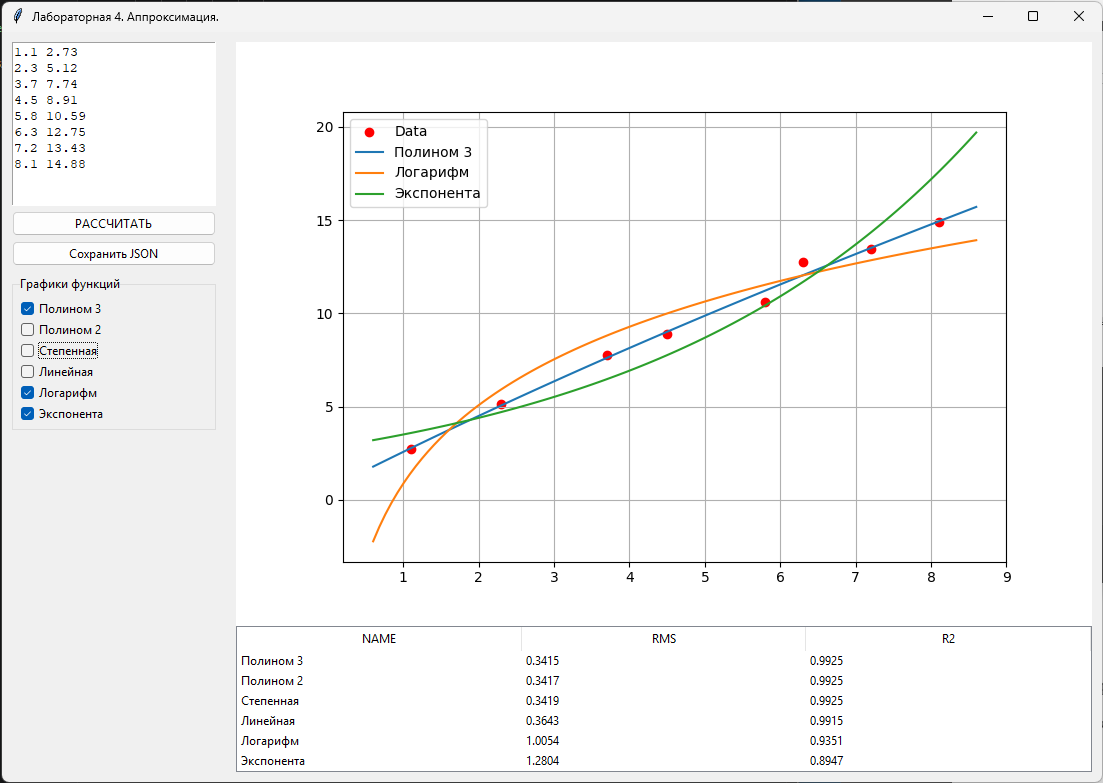 Лабораторная 4. Аппроксимация.
1.1 2.73
2.3 5.12
3.7 7.74
4.5 8.91
5.8 10.59
6.3 12.75
7.2 13.43
8.1 14.88
РАССЧИТАТЬ
Сохранить JSON
Графики функций
Полином 3
Полином 2
Степенная
Линейная
Логарифм
Экспонента
Data
Полином 3
Логарифм
Экспонента
20
15
10
5
0
1 2 3 4 5 6 7 8 9
NAME RMS R2
Полином 3 0.3415 0.9925
Полином 2 0.3417 0.9925
Степенная 0.3419 0.9925
Линейная 0.3643 0.9915
Логарифм 1.0054 0.9351
Экспонента 1.2804 0.8947